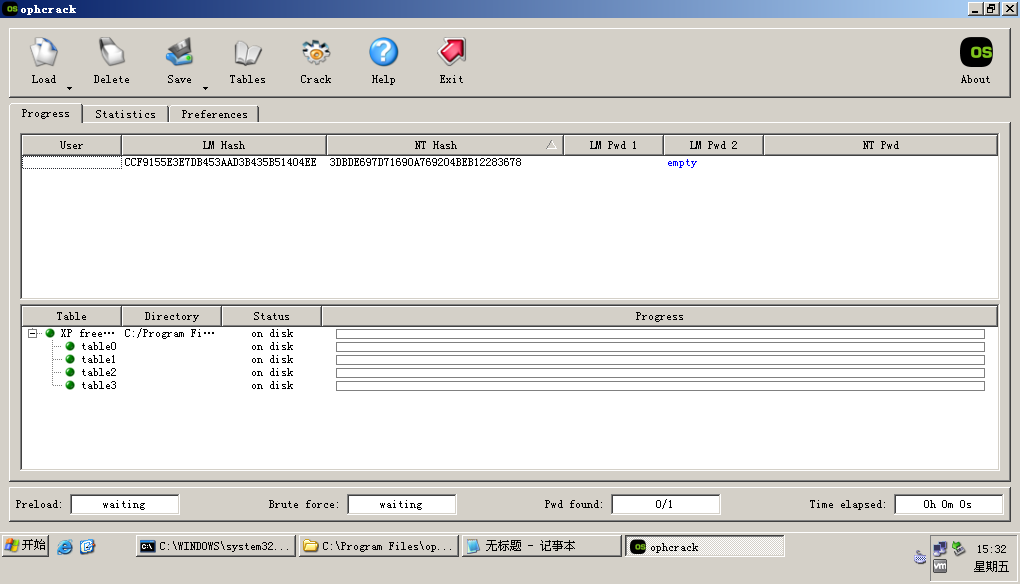 OS ophcrack
Load Delete Save Tables Crack Help Exit OS About
Progress Statistics Preferences
User LM Hash NT Hash LM Pwd 1 LM Pwd 2 NT Pwd
CCF9155E3E7DB453AAD3B435B51404EE 3DBDE697D71690A769204BEB12283678 empty
Table Directory Status Progress
XP free… C:/Program Fi… on disk
table0 on disk
table1 on disk
table2 on disk
table3 on disk
Preload: waiting Brute force: waiting Pwd found: 0/1 Time elapsed: 0h 0m 0s
开始 C:\WINDOWS\system32... C:\Program Files\op... 无标题 - 记事本 OS ophcrack 15:32
vm 星期五